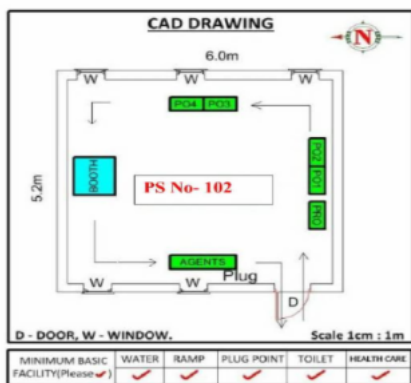 CAD DRAWING
N
6.0m
W W W
PO4 PO3
5.2m
BOOTH
PO2
PO1
PS No- 102
PRO
AGENTS
Plug
W W
D
D - DOOR, W - WINDOW.
Scale 1cm : 1m
MINIMUM BASIC FACILITY(Please✓)
WATER
RAMP
PLUG POINT
TOILET
HEALTH CARE
✓ ✓ ✓ ✓ ✓